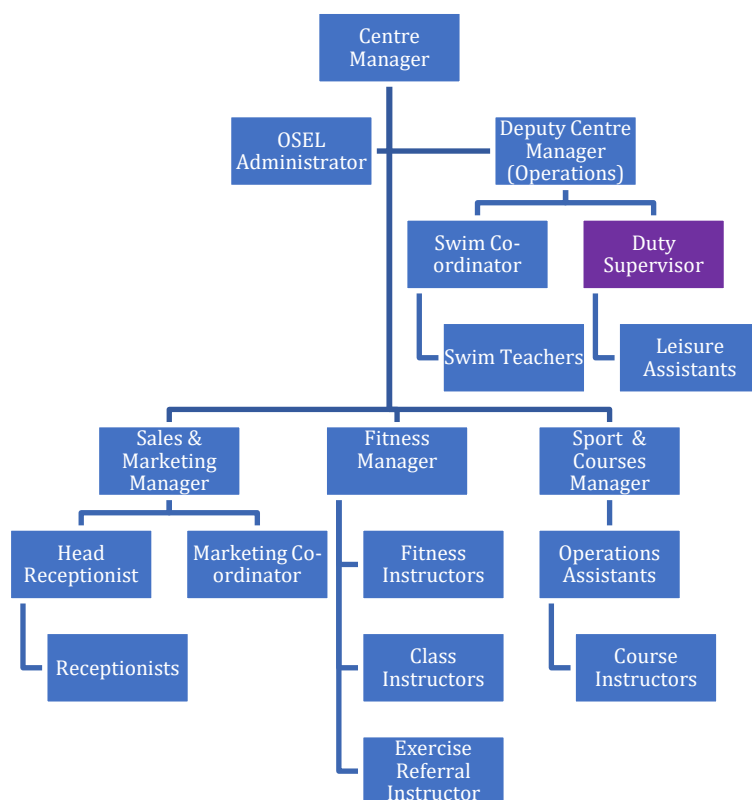 Centre
Manager
OSEL
Administrator
Deputy Centre
Manager
(Operations)
Swim Co-
ordinator
Duty
Supervisor
Swim Teachers
Leisure
Assistants
Sales &
Marketing
Manager
Fitness
Manager
Sport & 
Courses
Manager
Head
Receptionist
Marketing Co-
ordinator
Fitness
Instructors
Operations
Assistants
Receptionists
Class
Instructors
Course
Instructors
Exercise
Referral
Instructor